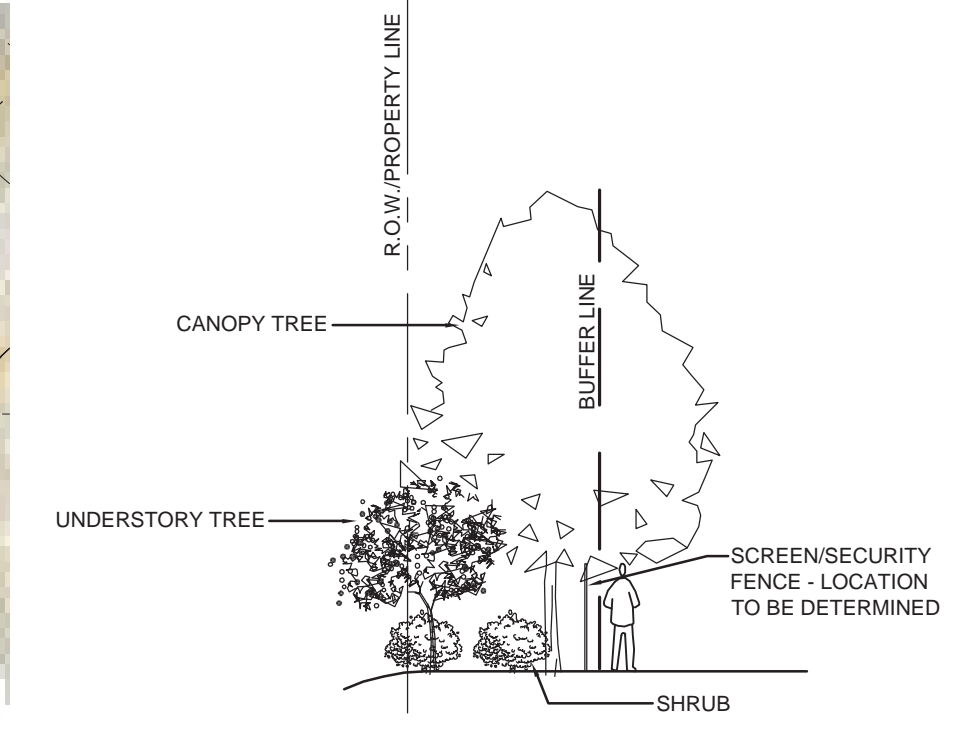 R.O.W./PROPERTY LINE
CANOPY TREE
BUFFER LINE
UNDERSTORY TREE
SCREEN/SECURITY
FENCE - LOCATION
TO BE DETERMINED
SHRUB